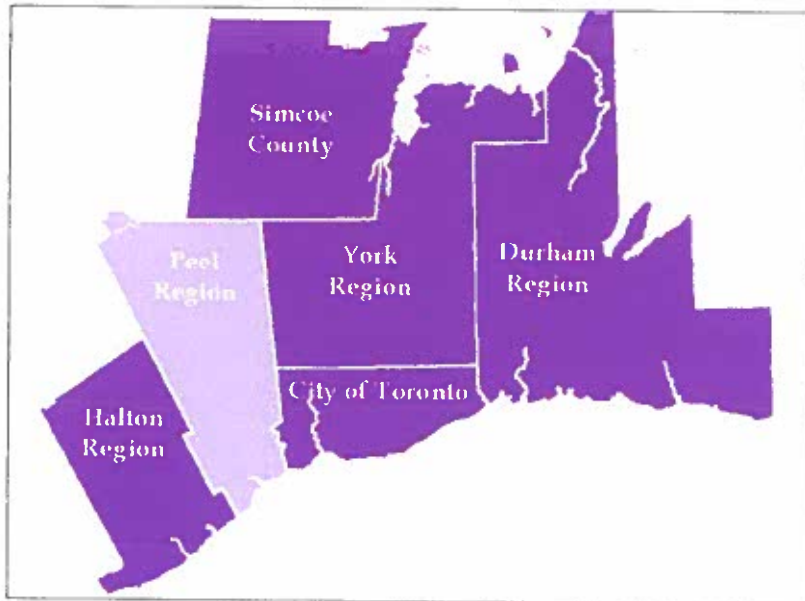 Simcoe
County
Peel
Region
York
Region
Durham
Region
City of Toronto
Halton
Region